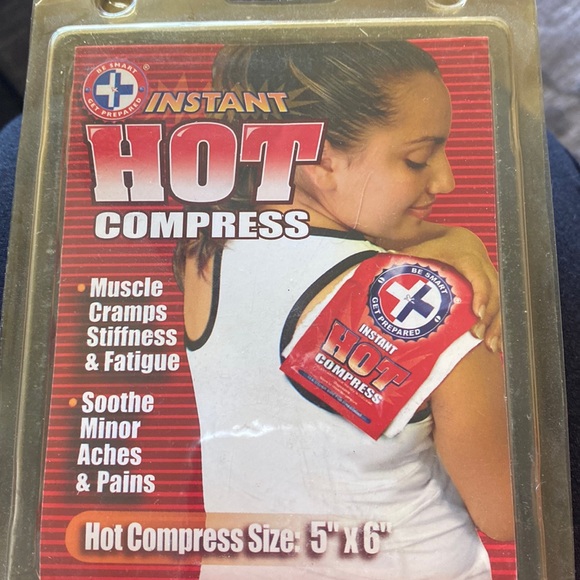 BE SMART
GET PREPARED
®
INSTANT
HOT
COMPRESS
• Muscle
Cramps
Stiffness
& Fatigue
• Soothe
Minor
Aches
& Pains
BE SMART
GET PREPARED
INSTANT
HOT
COMPRESS
Hot Compress Size: 5" x 6"